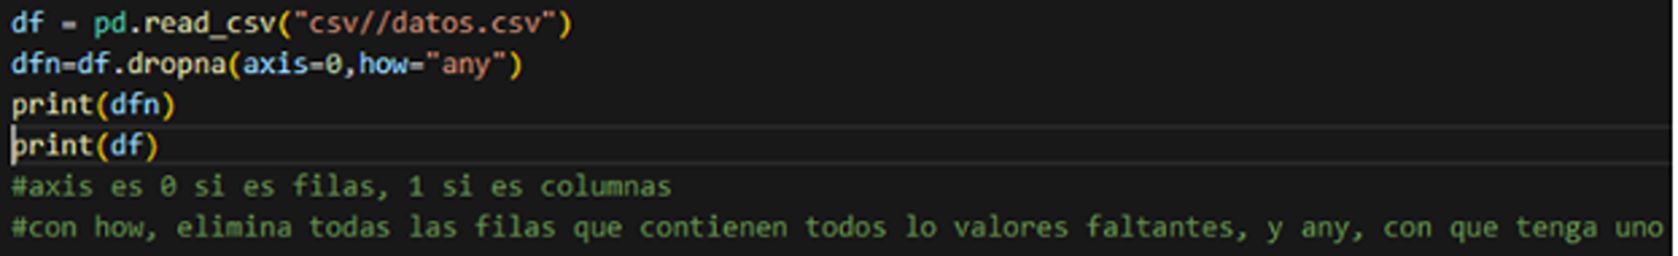 df = pd.read_csv("csv//datos.csv")
dfn=df.dropna(axis=0,how="any")
print(dfn)
print(df)
#axis es 0 si es filas, 1 si es columnas
#con how, elimina todas las filas que contienen todos lo valores faltantes, y any, con que tenga uno